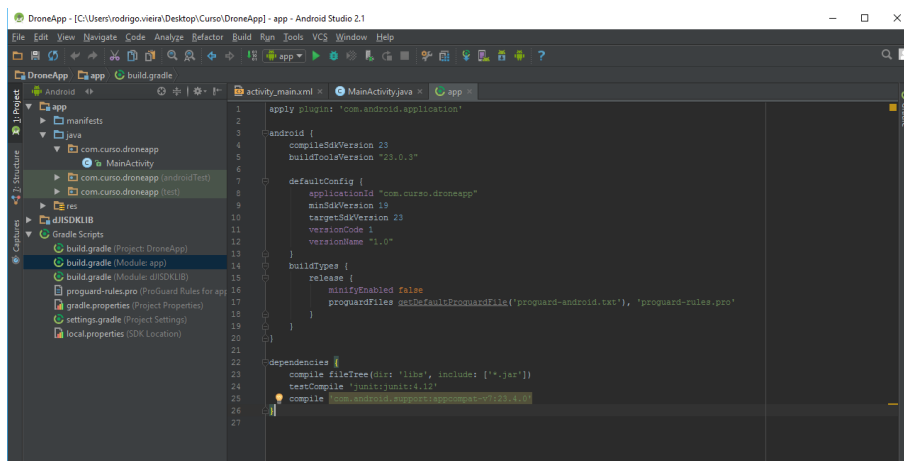 DroneApp - [C:\Users\rodrigo.vieira\Desktop\Curso\DroneApp] - app - Android Studio 2.1
File Edit View Navigate Code Analyze Refactor Build Run Tools VCS Window Help
app
DroneApp app build.gradle
Android
activity_main.xml MainActivity.java app
1: Project
7: Structure
Captures
app
manifests
java
com.curso.droneapp
MainActivity
com.curso.droneapp (androidTest)
com.curso.droneapp (test)
res
dJISDKLIB
Gradle Scripts
build.gradle (Project: DroneApp)
build.gradle (Module: app)
build.gradle (Module: dJISDKLIB)
proguard-rules.pro (ProGuard Rules for app
gradle.properties (Project Properties)
settings.gradle (Project Settings)
local.properties (SDK Location)
1 apply plugin: 'com.android.application'
2
3 android {
4 compileSdkVersion 23
5 buildToolsVersion "23.0.3"
6
7 defaultConfig {
8 applicationId "com.curso.droneapp"
9 minSdkVersion 19
10 targetSdkVersion 23
11 versionCode 1
12 versionName "1.0"
13 }
14 buildTypes {
15 release {
16 minifyEnabled false
17 proguardFiles getDefaultProguardFile('proguard-android.txt'), 'proguard-rules.pro'
18 }
19 }
20 }
21
22 dependencies {
23 compile fileTree(dir: 'libs', include: ['*.jar'])
24 testCompile 'junit:junit:4.12'
25 compile 'com.android.support:appcompat-v7:23.4.0'
26 }
27